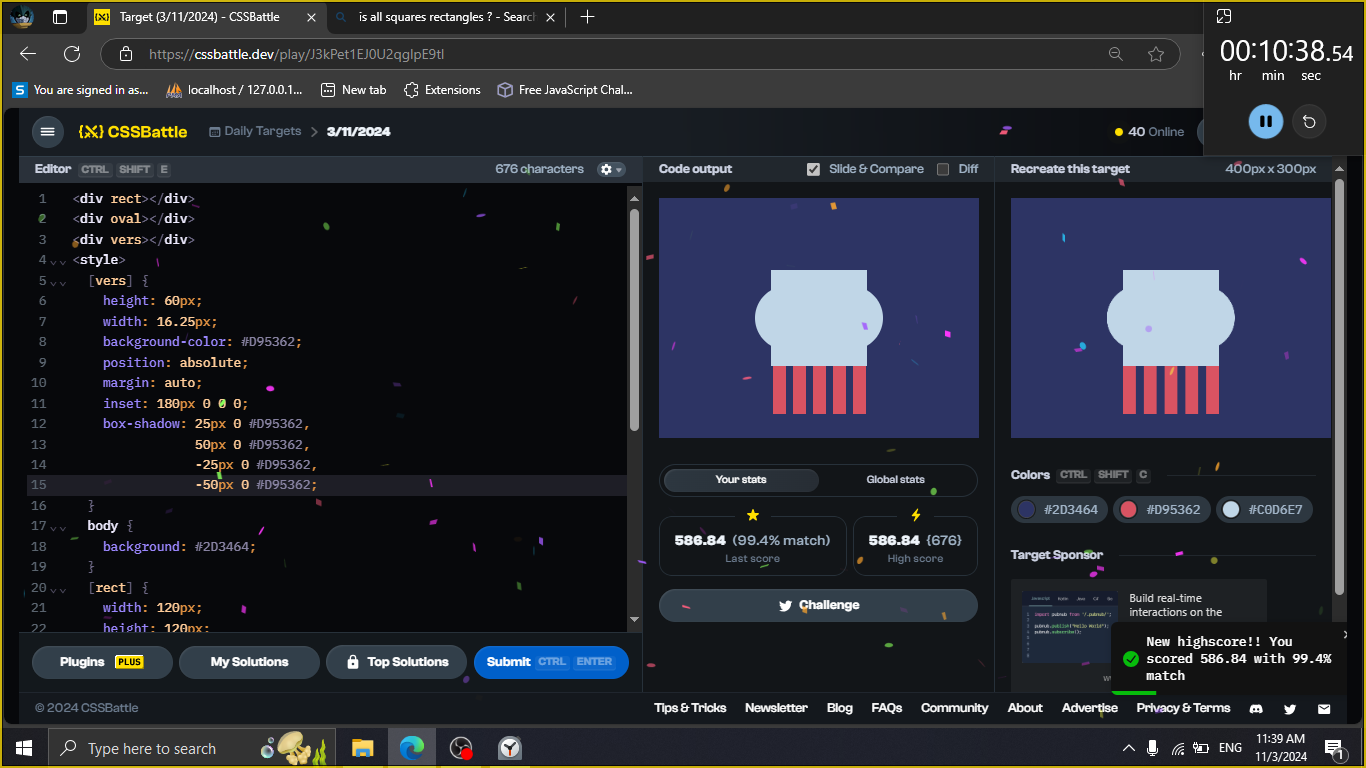 Target (3/11/2024) - CSSBattle
is all squares rectangles ? - Search
00:10:38.54
hr min sec
https://cssbattle.dev/play/J3kPet1EJ0U2qgIpE9tI
You are signed in as...
localhost / 127.0.0.1...
New tab
Extensions
Free JavaScript Chal...
{X} CSSBattle
Daily Targets > 3/11/2024
40 Online
Editor CTRL SHIFT E
676 characters
Code output
Slide & Compare
Diff
Recreate this target
400px x 300px
1 <div rect></div>
2 <div oval></div>
3 <div vers></div>
4 <style>
5 [vers] {
6 height: 60px;
7 width: 16.25px;
8 background-color: #D95362;
9 position: absolute;
10 margin: auto;
11 inset: 180px 0 0 0;
12 box-shadow: 25px 0 #D95362,
13 50px 0 #D95362,
14 -25px 0 #D95362,
15 -50px 0 #D95362;
16 }
17 body {
18 background: #2D3464;
19 }
20 [rect] {
21 width: 120px;
22 height: 120px;
Your stats
Global stats
586.84 (99.4% match)
Last score
586.84 {676}
High score
Challenge
Colors CTRL SHIFT C
#2D3464
#D95362
#C0D6E7
Target Sponsor
Build real-time
interactions on the
New highscore!! You
scored 586.84 with 99.4%
match
Plugins PLUS
My Solutions
Top Solutions
Submit CTRL ENTER
© 2024 CSSBattle
Tips & Tricks
Newsletter
Blog
FAQs
Community
About
Advertise
Privacy & Terms
Type here to search
ENG
11:39 AM
11/3/2024
1